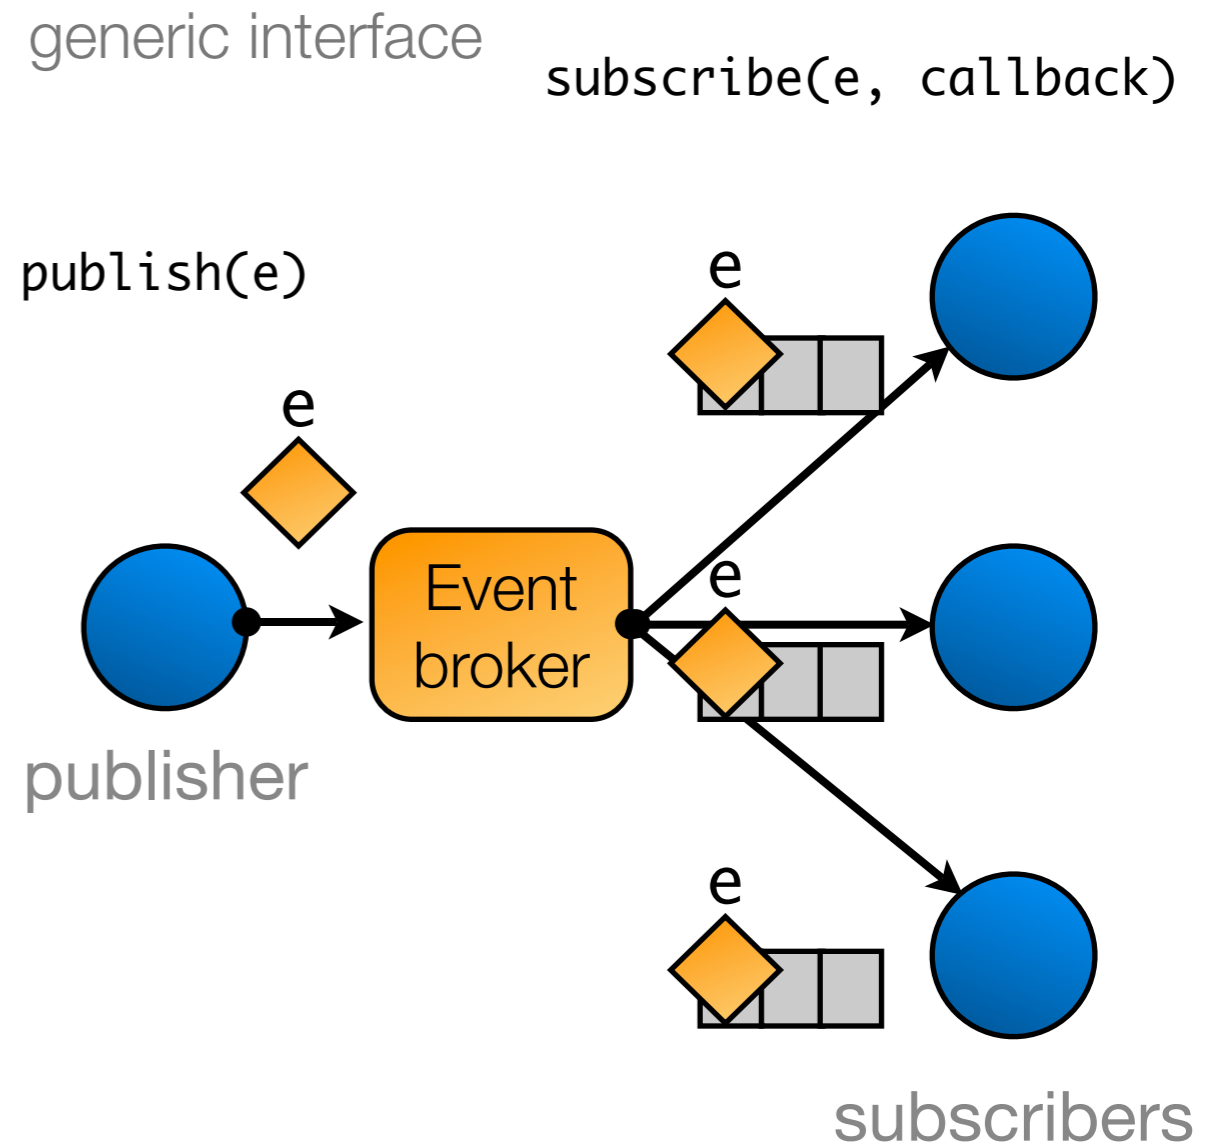 generic interface
subscribe(e, callback)
publish(e)
e
e
Event
broker
e
publisher
e
subscribers